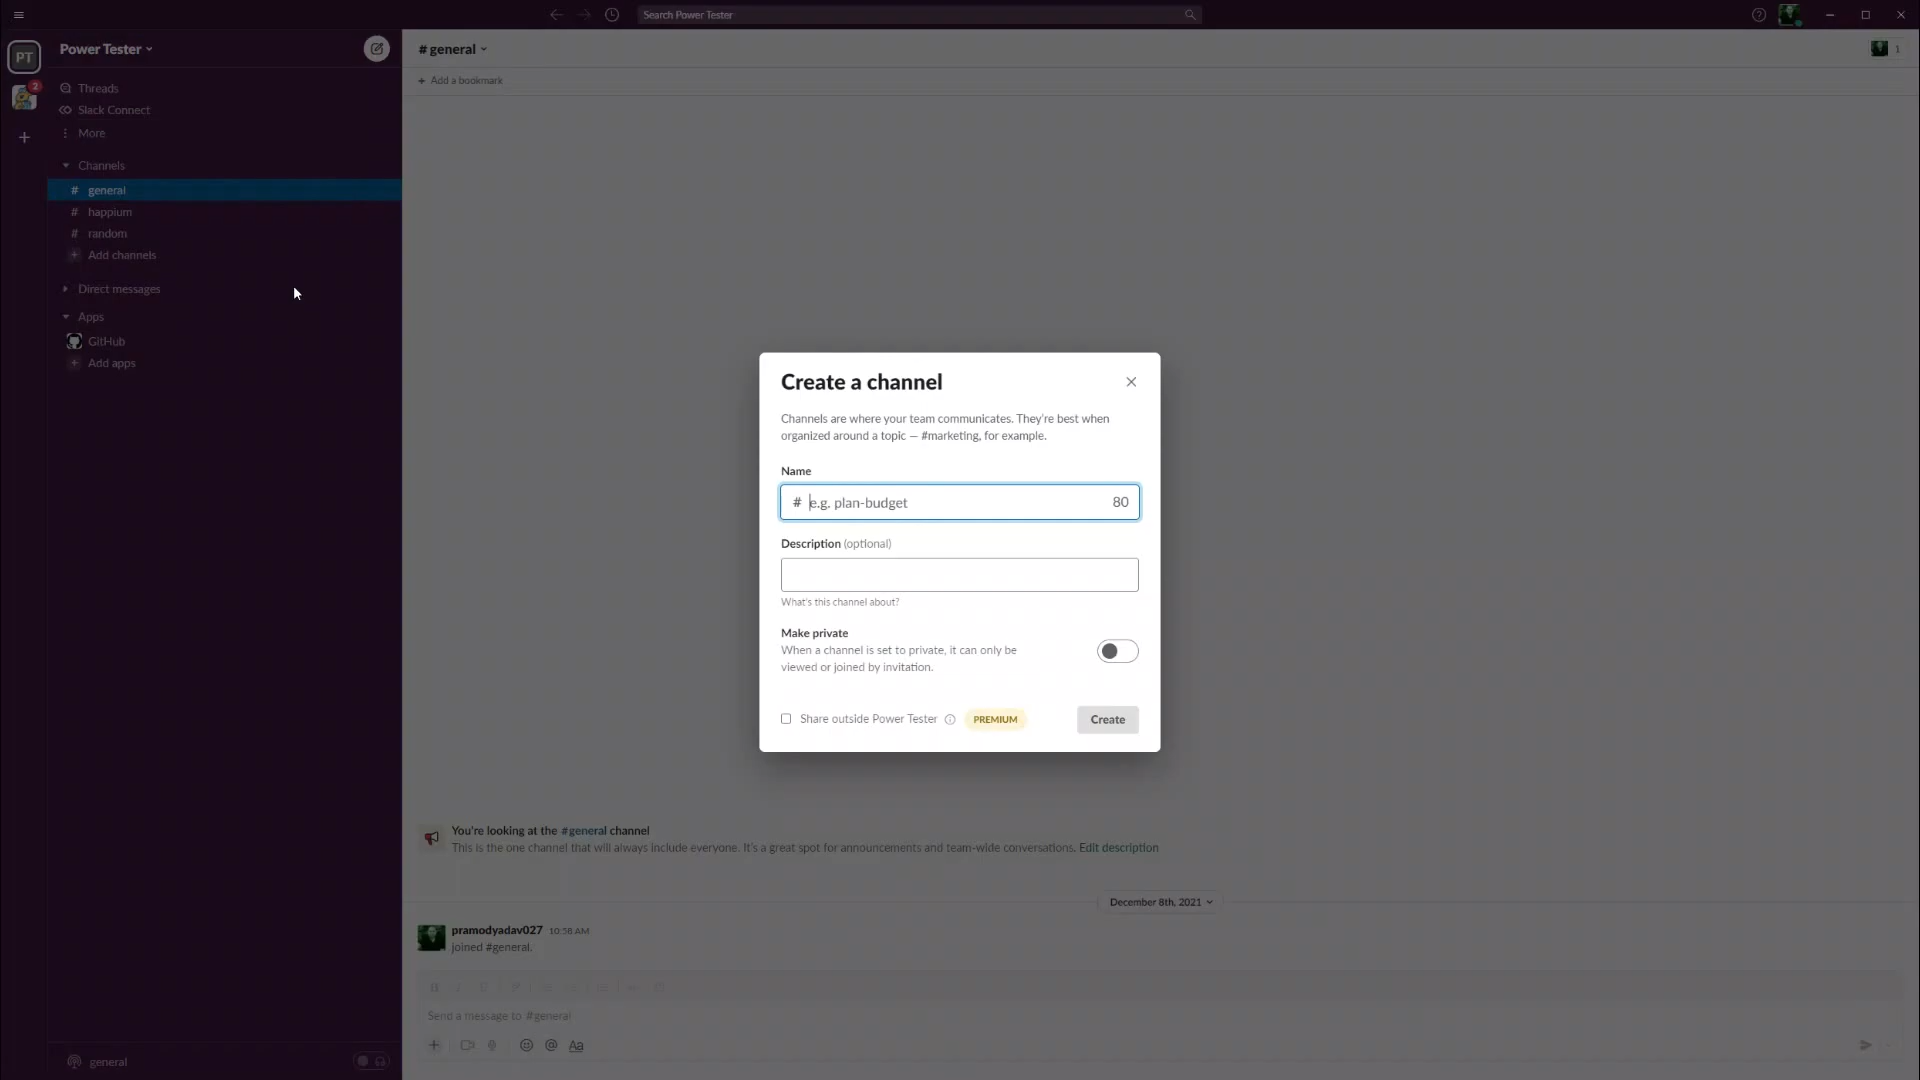 Search Power Tester
PT
Power Tester
# general
1
2
Threads
Add a bookmark
Slack Connect
More
Channels
# general
# happium
# random
+ Add channels
Direct messages
Apps
GitHub
+ Add apps
Create a channel
Channels are where your team communicates. They're best when
organized around a topic — #marketing, for example.
Name
# e.g. plan-budget 80
Description (optional)
What's this channel about?
Make private
When a channel is set to private, it can only be
viewed or joined by invitation.
Share outside Power Tester PREMIUM Create
You're looking at the #general channel
This is the one channel that will always include everyone. It's a great spot for announcements and team-wide conversations. Edit description
December 8th, 2021
pramodyadav027 10:58 AM
joined #general.
B
Send a message to #general
@ Aa
general